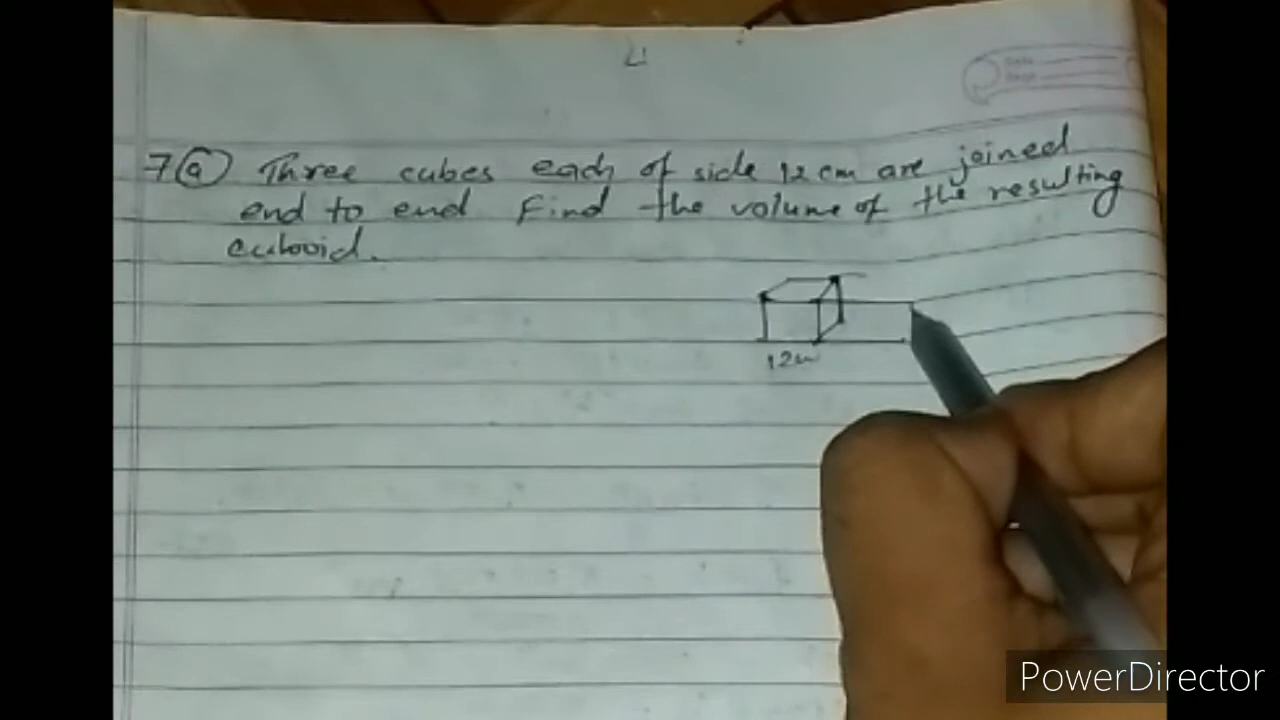 7(a) Three cubes each of side 12 cm are joined
end to end Find the volume of the resulting
cuboid.
12cm
PowerDirector